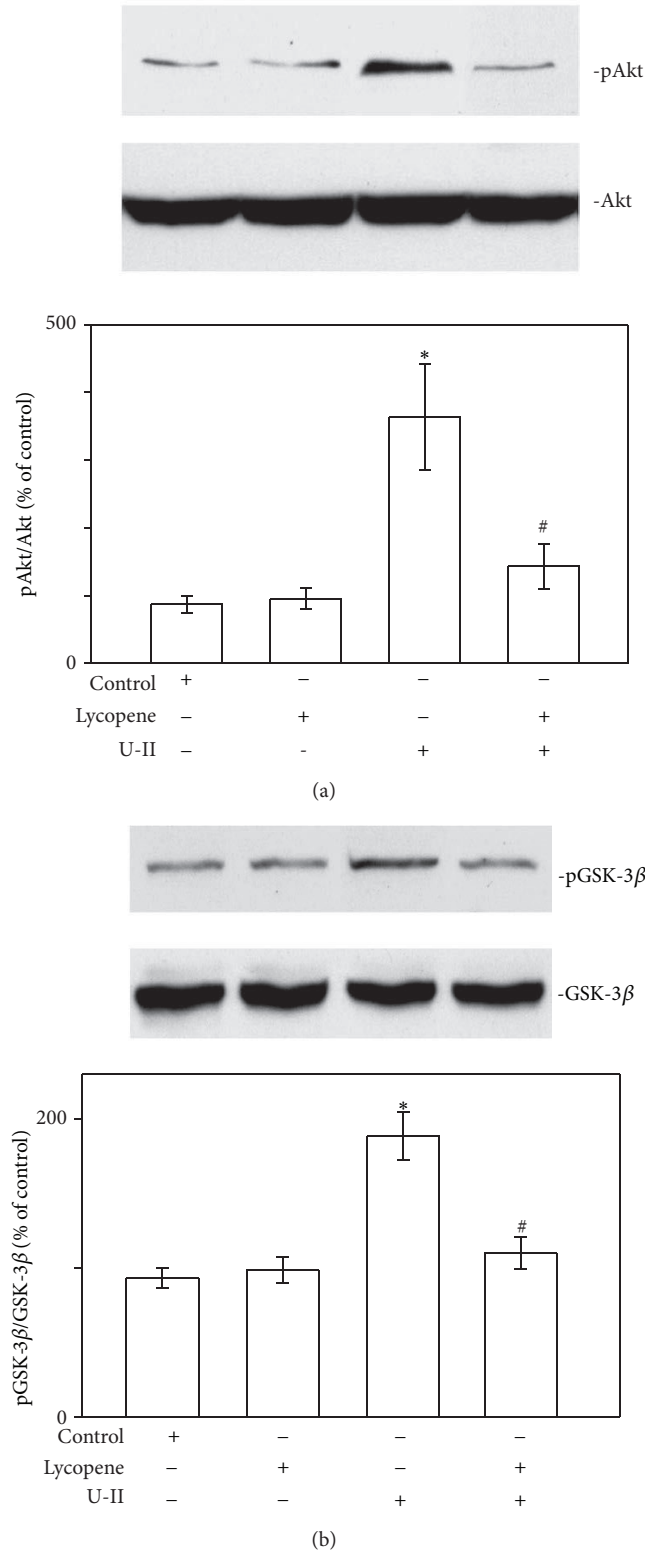 -pAkt
-Akt
500
*
#
0
pAkt/Akt (% of control)
Control + − − −
Lycopene − + − +
U-II − - + +
(a)
-pGSK-3β
-GSK-3β
200
*
#
0
pGSK-3β/GSK-3β (% of control)
Control + − − −
Lycopene − + − +
U-II − − + +
(b)